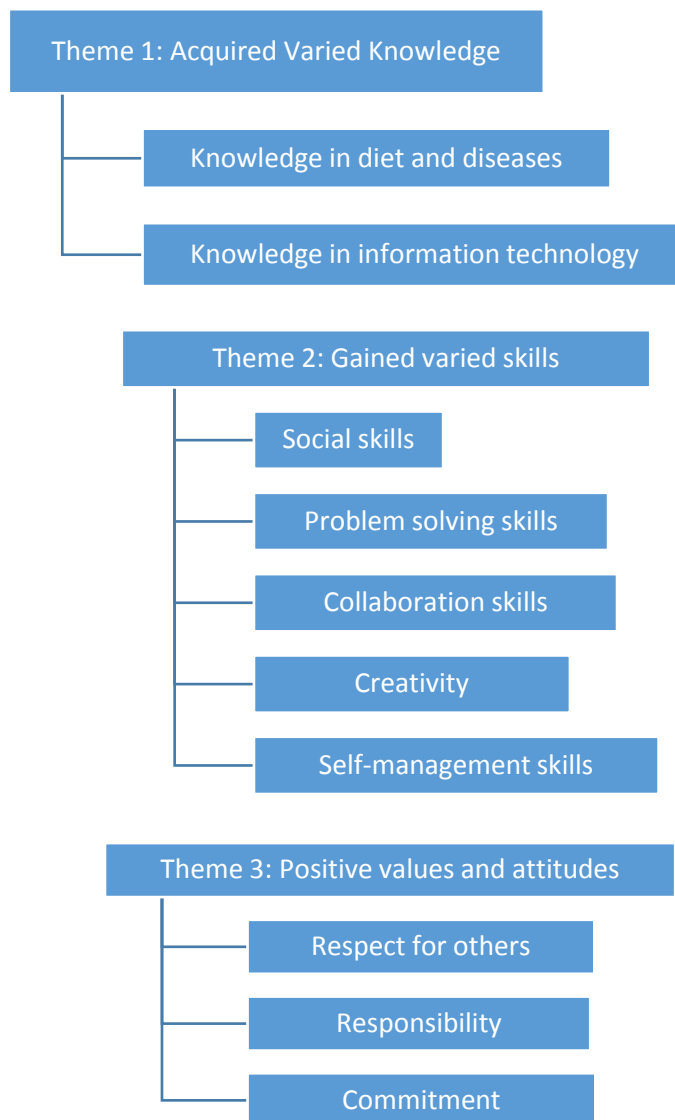 Theme 1: Acquired Varied Knowledge
Knowledge in diet and diseases
Knowledge in information technology
Theme 2: Gained varied skills
Social skills
Problem solving skills
Collaboration skills
Creativity
Self-management skills
Theme 3: Positive values and attitudes
Respect for others
Responsibility
Commitment